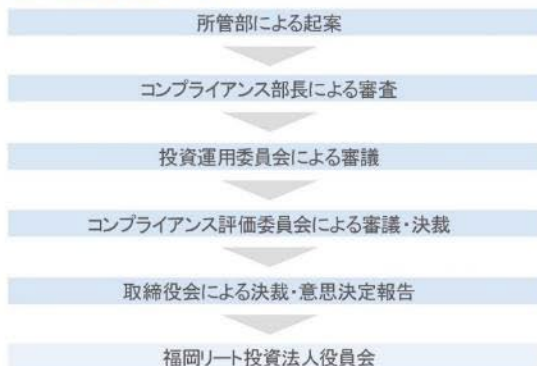 所管部による起案
コンプライアンス部長による審査
投資運用委員会による審議
コンプライアンス評価委員会による審議・決裁
取締役会による決裁・意思決定報告
福岡リート投資法人役員会